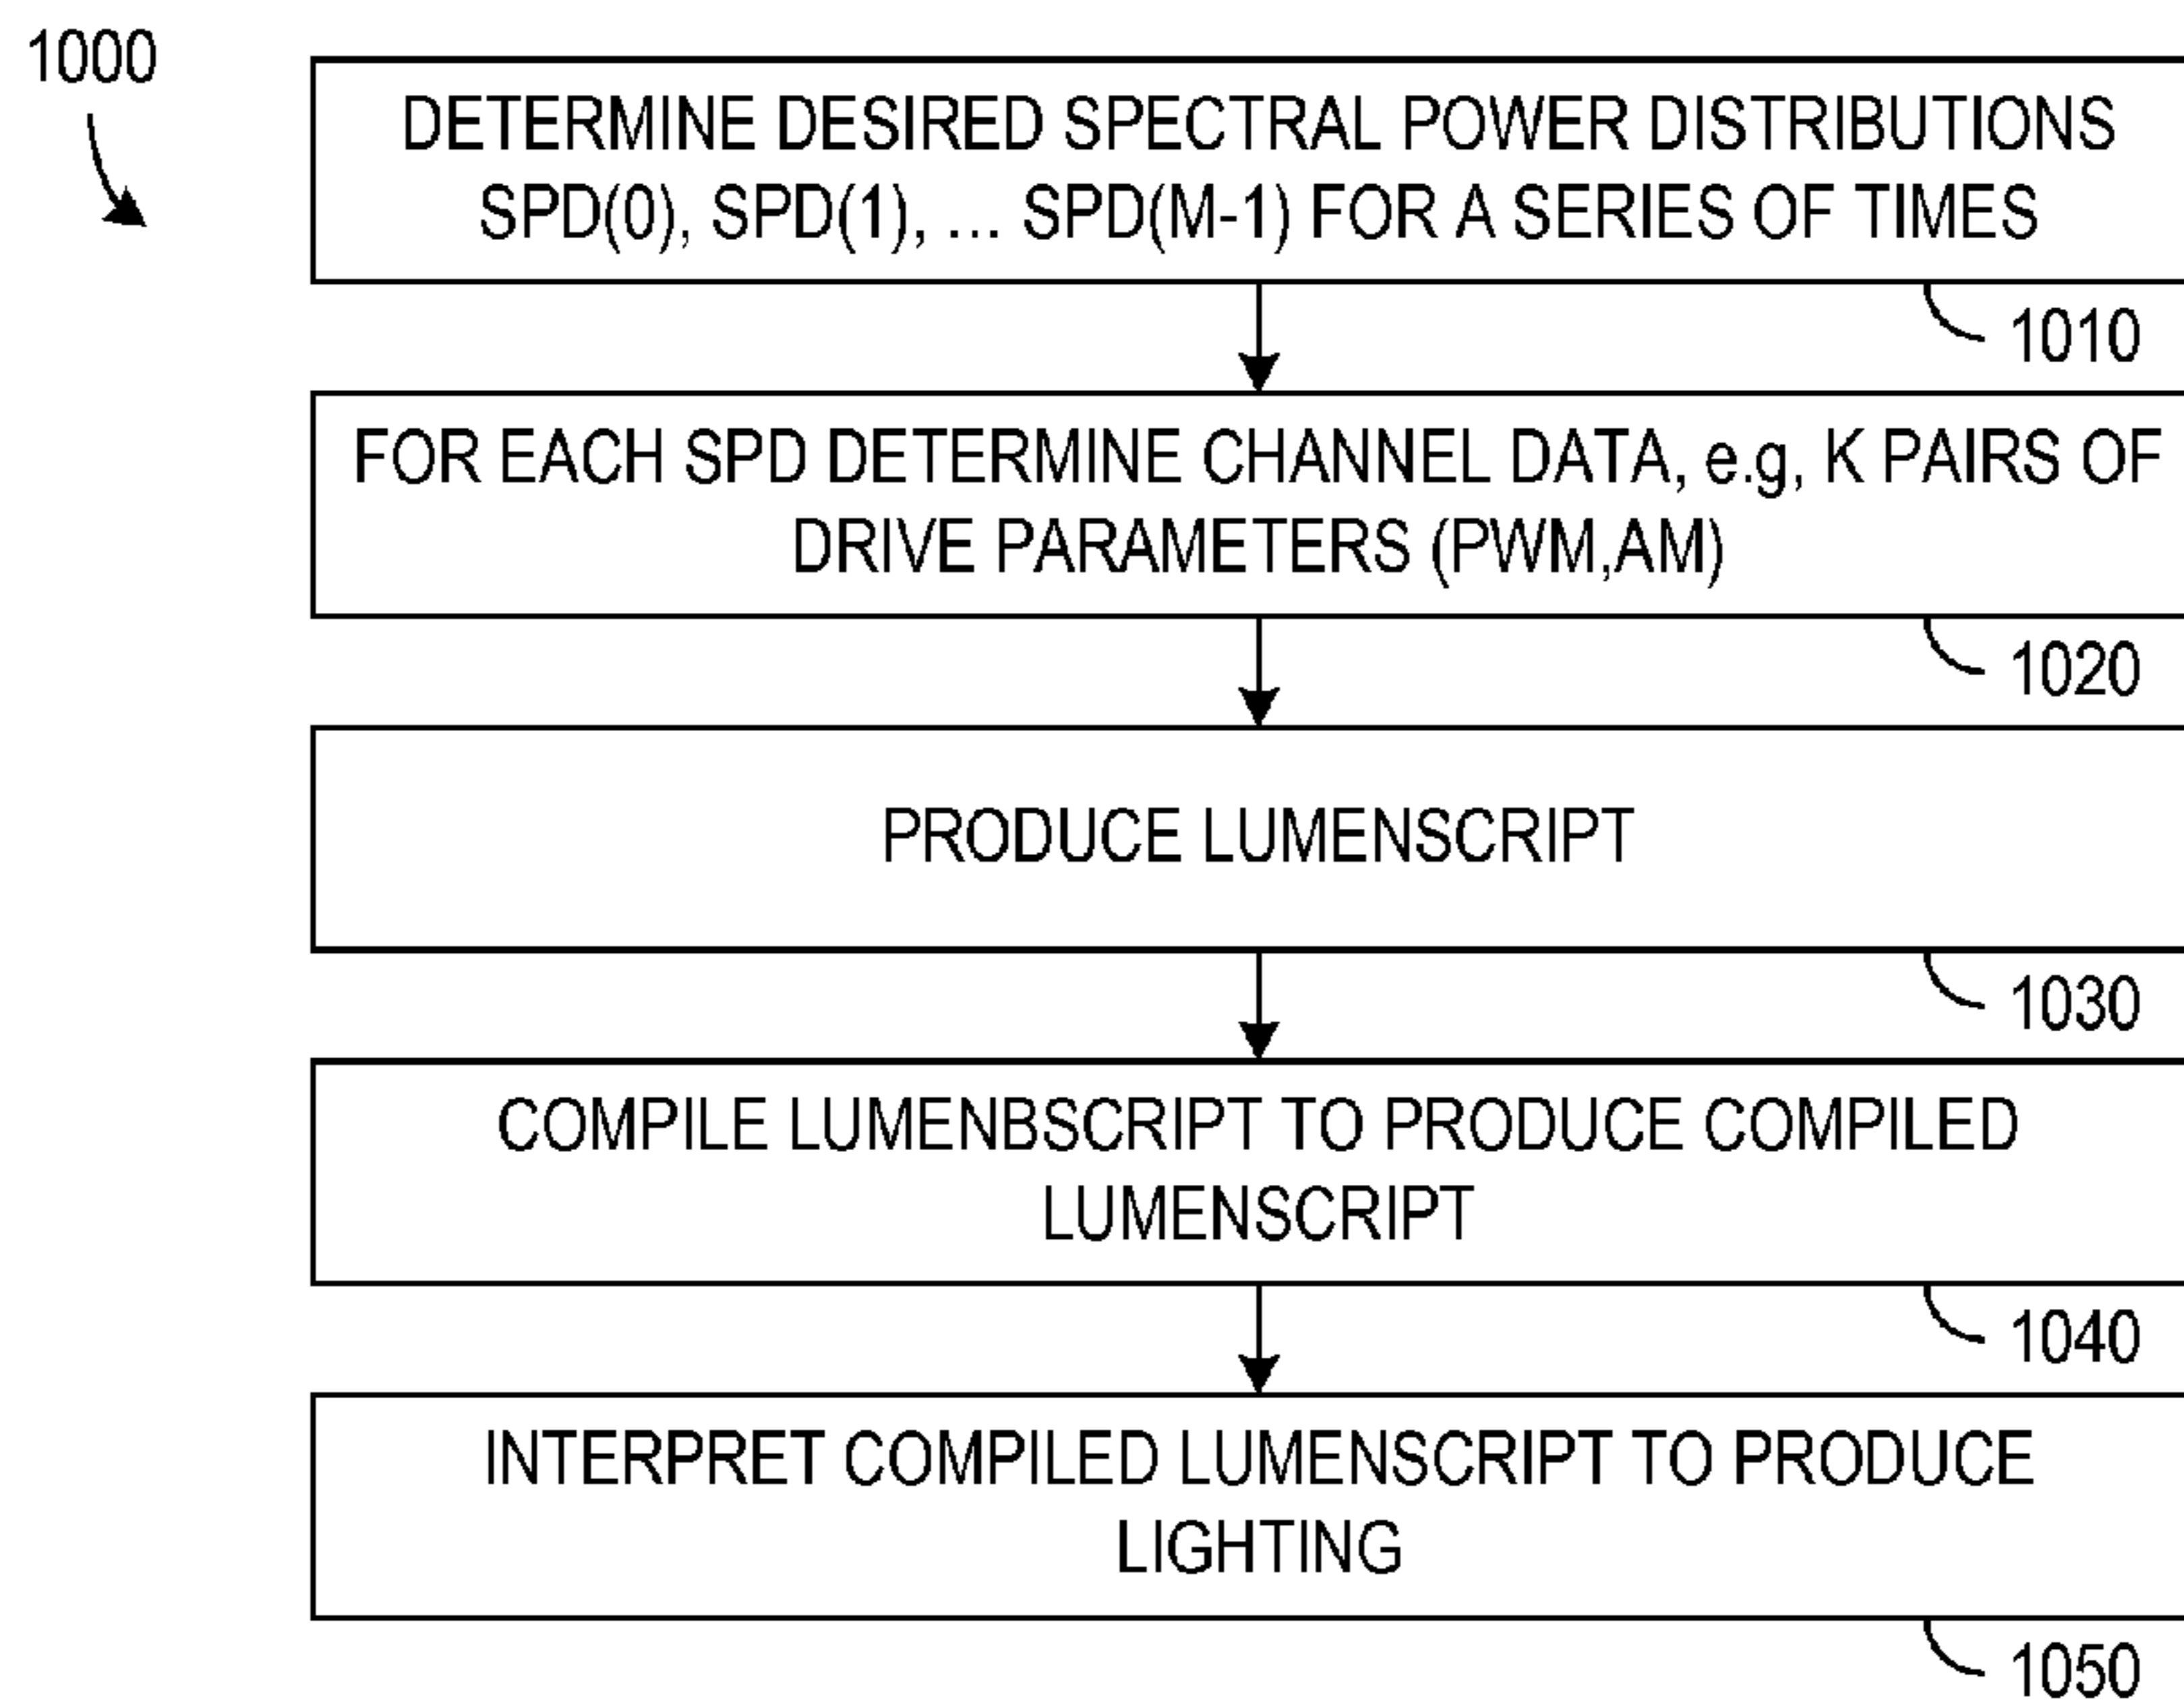 1000
DETERMINE DESIRED SPECTRAL POWER DISTRIBUTIONS
SPD(0), SPD(1), ... SPD(M-1) FOR A SERIES OF TIMES
1010
FOR EACH SPD DETERMINE CHANNEL DATA, e.g, K PAIRS OF
DRIVE PARAMETERS (PWM,AM)
1020
PRODUCE LUMENSCRIPT
1030
COMPILE LUMENBSCRIPT TO PRODUCE COMPILED
LUMENSCRIPT
1040
INTERPRET COMPILED LUMENSCRIPT TO PRODUCE
LIGHTING
1050